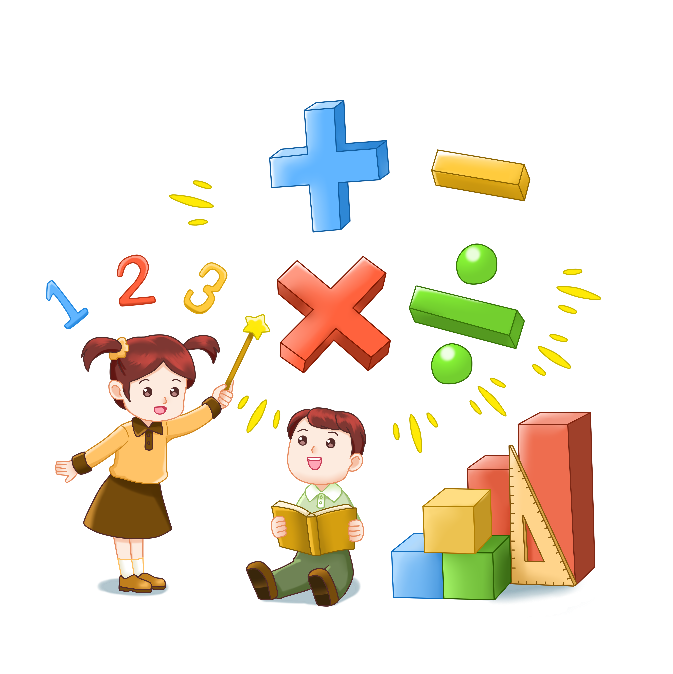 + −
1 2 3
× ÷